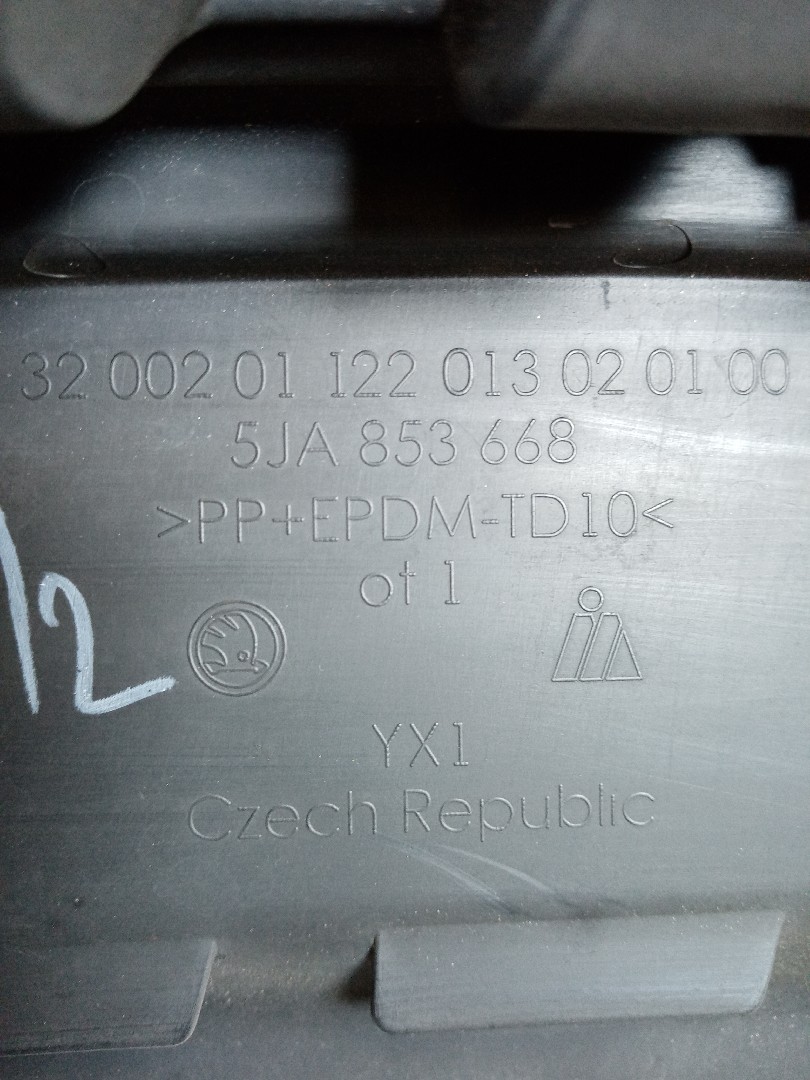 32 002 01 122 013 02 01 00
5JA 853 668
>PP+EPDM-TD10<
ot 1
12
YX1
Czech Republic